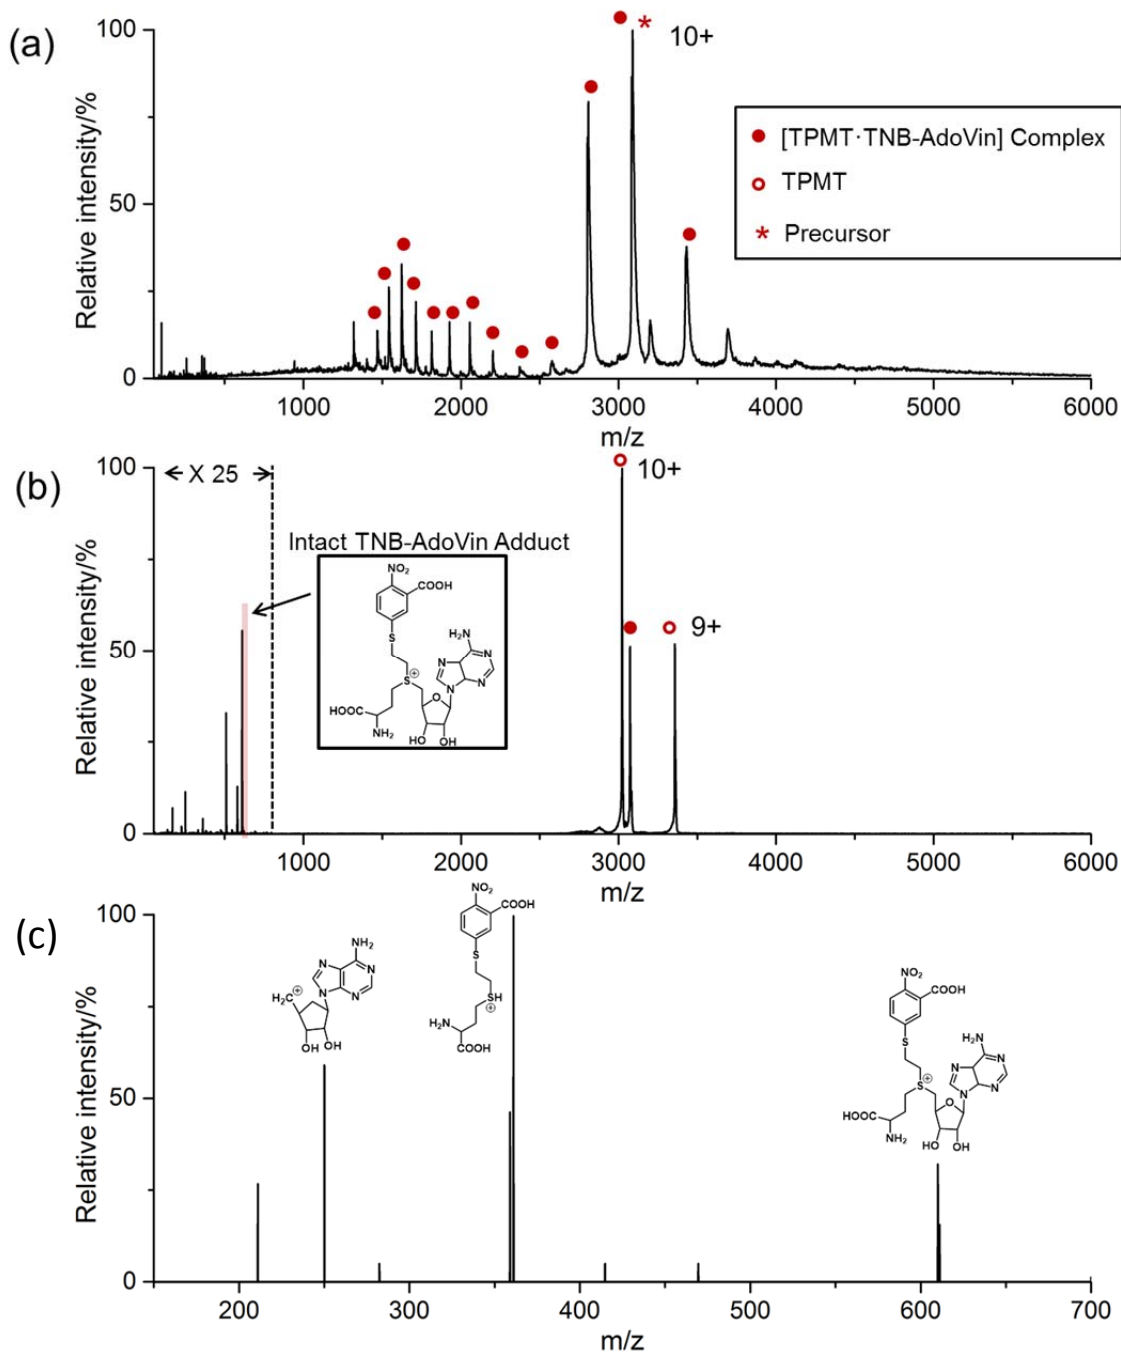 (a)
100
50
0
Relative intensity/%
*
10+
[TPMT·TNB-AdoVin] Complex
TPMT
* Precursor
1000 2000 3000 4000 5000 6000
m/z
(b)
100
50
0
Relative intensity/%
X 25
Intact TNB-AdoVin Adduct
NO2
COOH
S
H2N
N
N
N
N
S
⊕
O
HOOC
NH2
HO
OH
10+
9+
1000 2000 3000 4000 5000 6000
m/z
(c)
100
50
0
Relative intensity/%
NH2
N
N
N
N
H2C
⊕
OH
OH
NO2
COOH
S
SH
⊕
H2N
COOH
NO2
COOH
S
H2N
N
N
N
N
S
⊕
O
HOOC
NH2
HO
OH
200 300 400 500 600 700
m/z